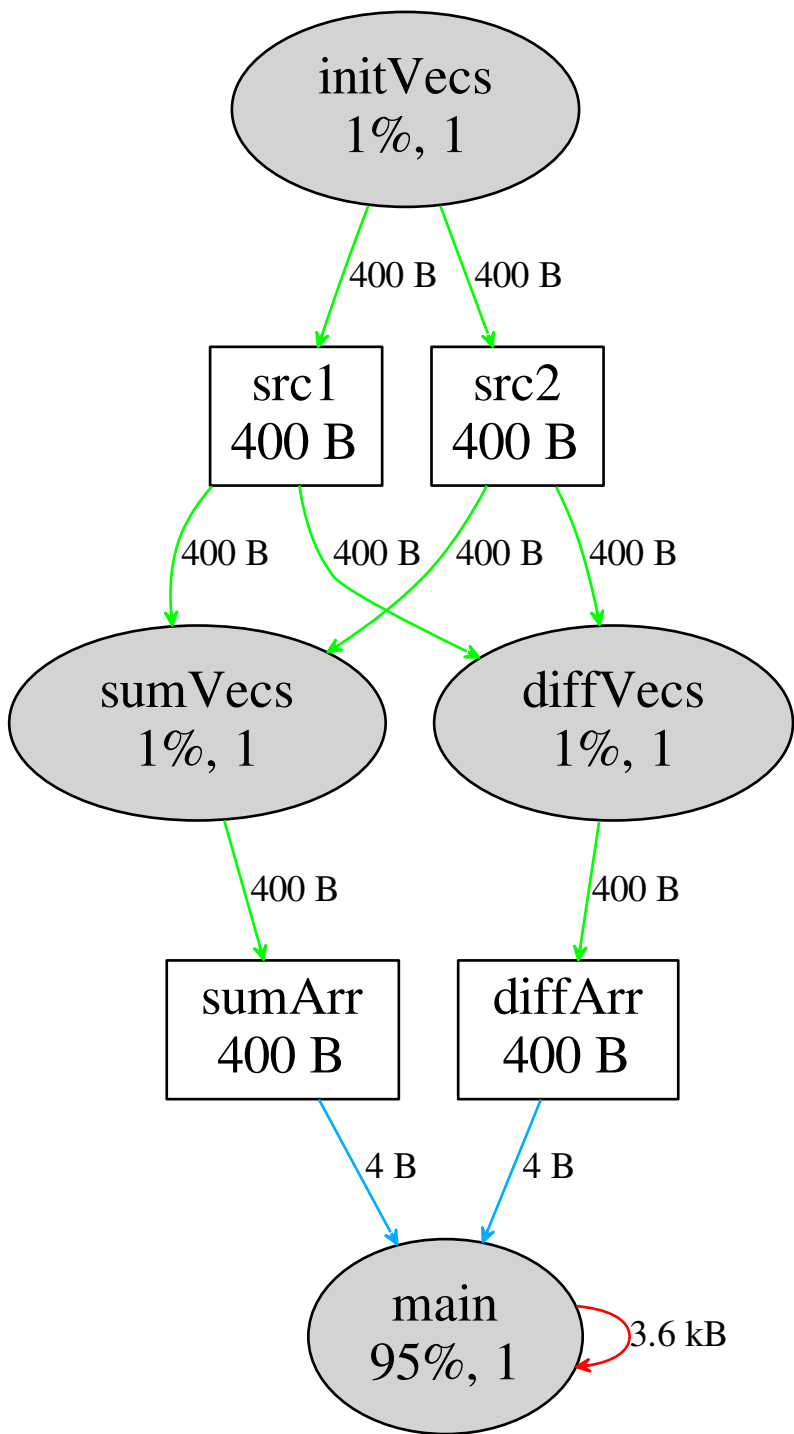 initVecs
1%, 1
400 B
400 B
src1
400 B
src2
400 B
400 B
400 B
400 B
400 B
sumVecs
1%, 1
diffVecs
1%, 1
400 B
400 B
sumArr
400 B
diffArr
400 B
4 B
4 B
main
95%, 1
3.6 kB